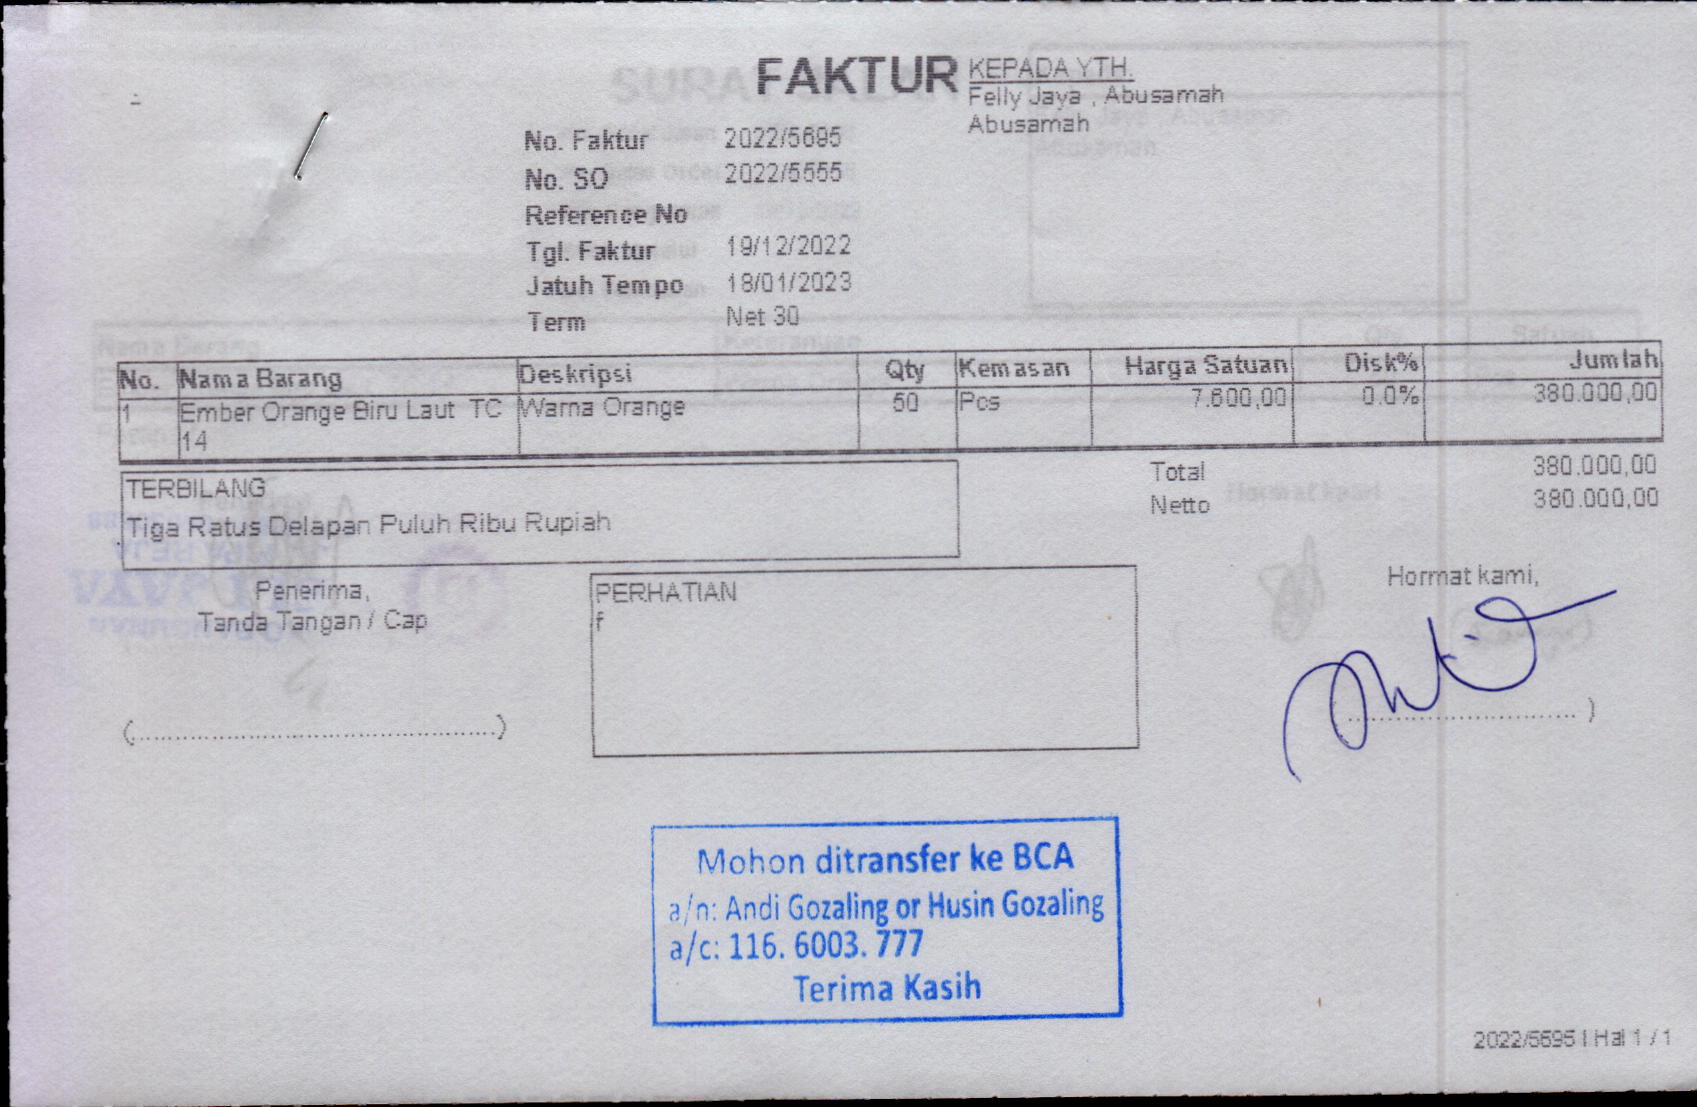 FAKTUR
KEPADA YTH.
Felly Jaya , Abusamah
Abusamah
No. Faktur 2022/5695
No. SO 2022/5555
Reference No
Tgl. Faktur 19/12/2022
Jatuh Tempo 18/01/2023
Term Net 30
No. Nama Barang Deskripsi Qty Kemasan Harga Satuan Disk% Jumlah
1 Ember Orange Biru Laut TC Warna Orange 50 Pcs 7.600,00 0.0% 380.000,00
14
Total 380.000,00
Netto 380.000,00
TERBILANG
Tiga Ratus Delapan Puluh Ribu Rupiah
Penerima,
Tanda Tangan / Cap
(..............................................)
PERHATIAN
f
Hormat kami,
.............................. )
Mohon ditransfer ke BCA
a/n: Andi Gozaling or Husin Gozaling
a/c: 116. 6003. 777
Terima Kasih
2022/5695 | Hal 1 / 1